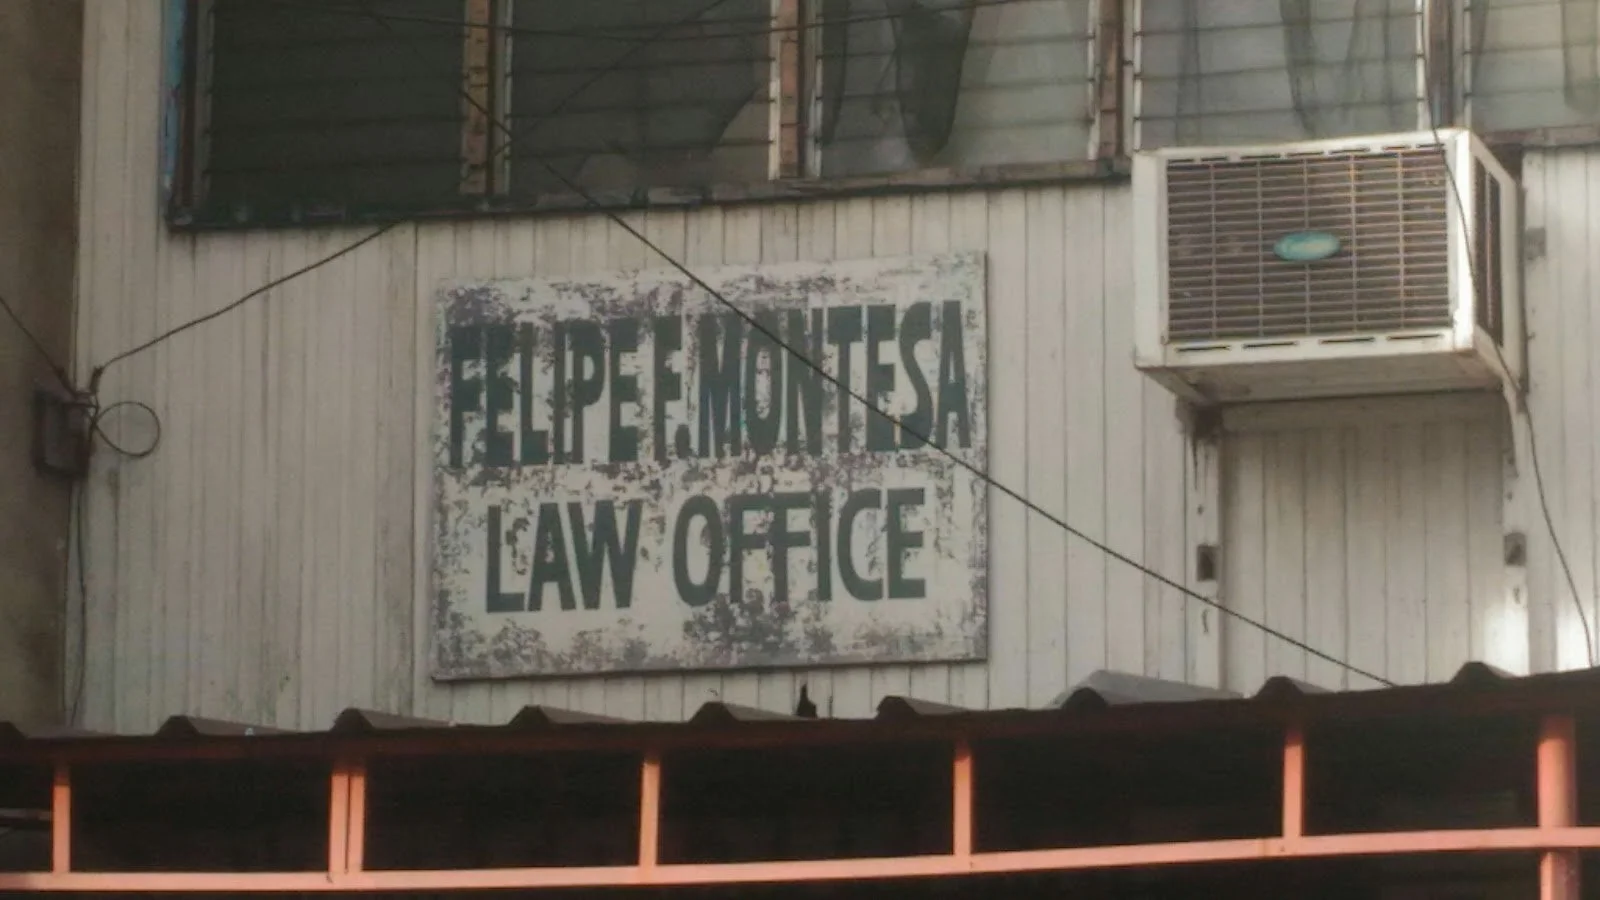 FELIPE F. MONTESA
LAW OFFICE